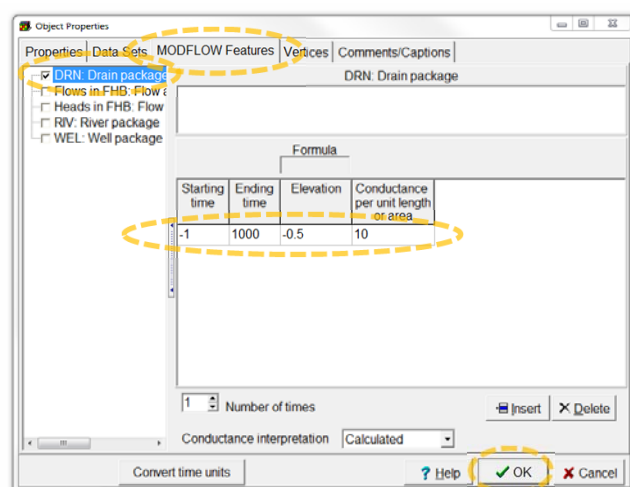 Object Properties
Properties Data Sets MODFLOW Features Vertices Comments/Captions
DRN: Drain package
Flows in FHB: Flow a
Heads in FHB: Flow
RIV: River package
WEL: Well package
DRN: Drain package
Formula
Starting time Ending time Elevation Conductance per unit length or area
-1 1000 -0.5 10
1 Number of times Insert Delete
Conductance interpretation Calculated
Convert time units Help OK Cancel